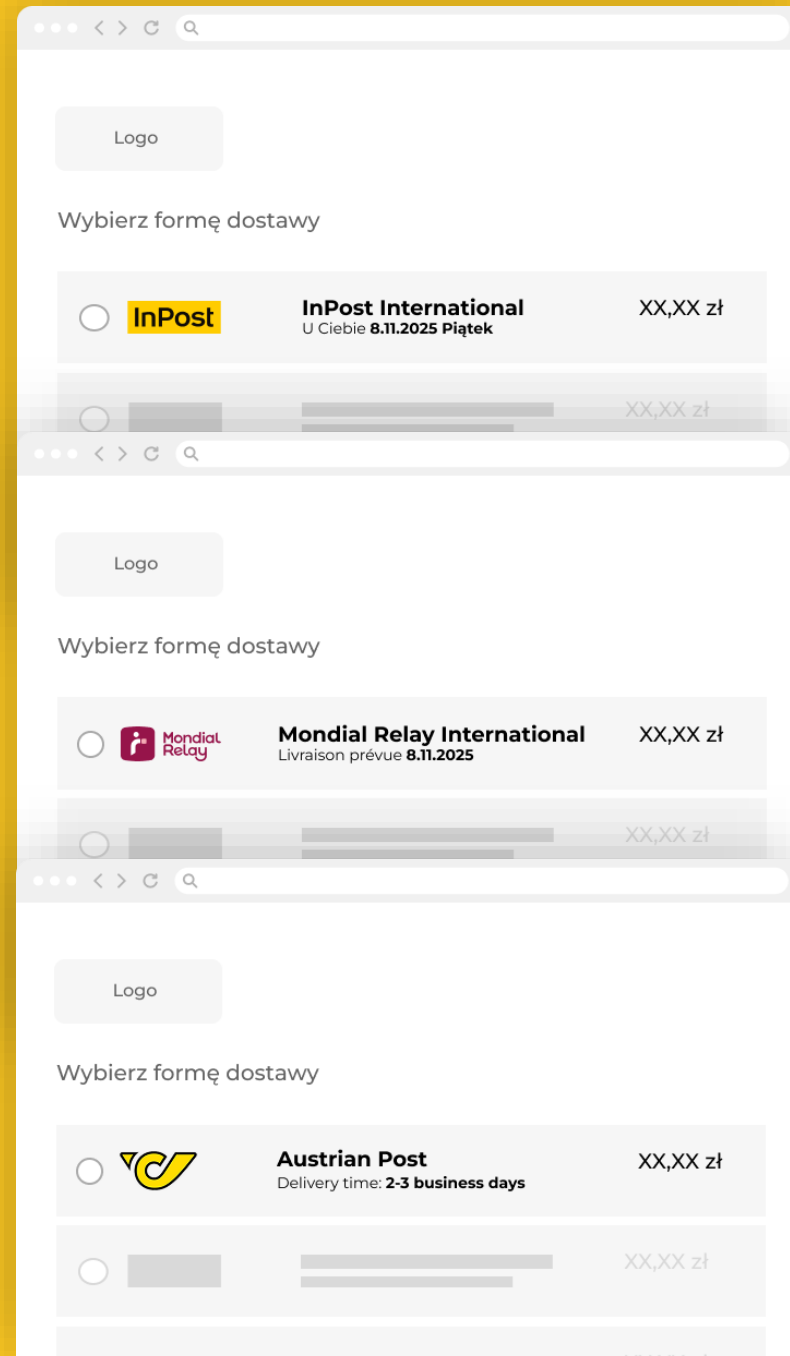 Logo
Wybierz formę dostawy
InPost
InPost International
XX,XX zł
U Ciebie 8.11.2025 Piątek
XX,XX zł
Logo
Wybierz formę dostawy
Mondial
Relay
Mondial Relay International
XX,XX zł
Livraison prévue 8.11.2025
XX,XX zł
Logo
Wybierz formę dostawy
Austrian Post
XX,XX zł
Delivery time: 2-3 business days
XX,XX zł